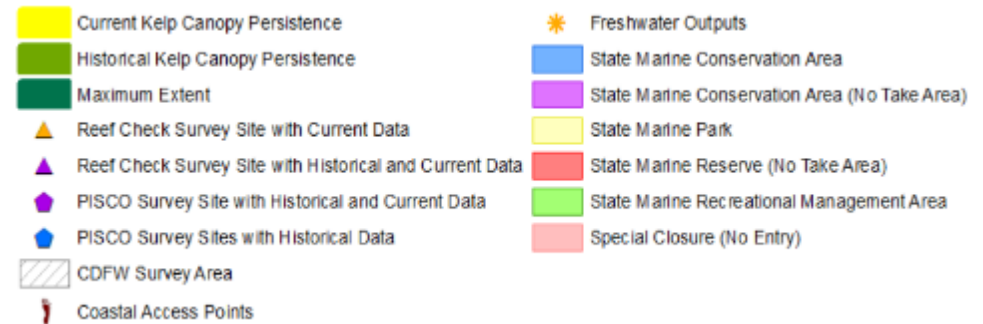 Current Kelp Canopy Persistence
Historical Kelp Canopy Persistence
Maximum Extent
Reef Check Survey Site with Current Data
Reef Check Survey Site with Historical and Current Data
PISCO Survey Site with Historical and Current Data
PISCO Survey Sites with Historical Data
CDFW Survey Area
Coastal Access Points
Freshwater Outputs
State Marine Conservation Area
State Marine Conservation Area (No Take Area)
State Marine Park
State Marine Reserve (No Take Area)
State Marine Recreational Management Area
Special Closure (No Entry)